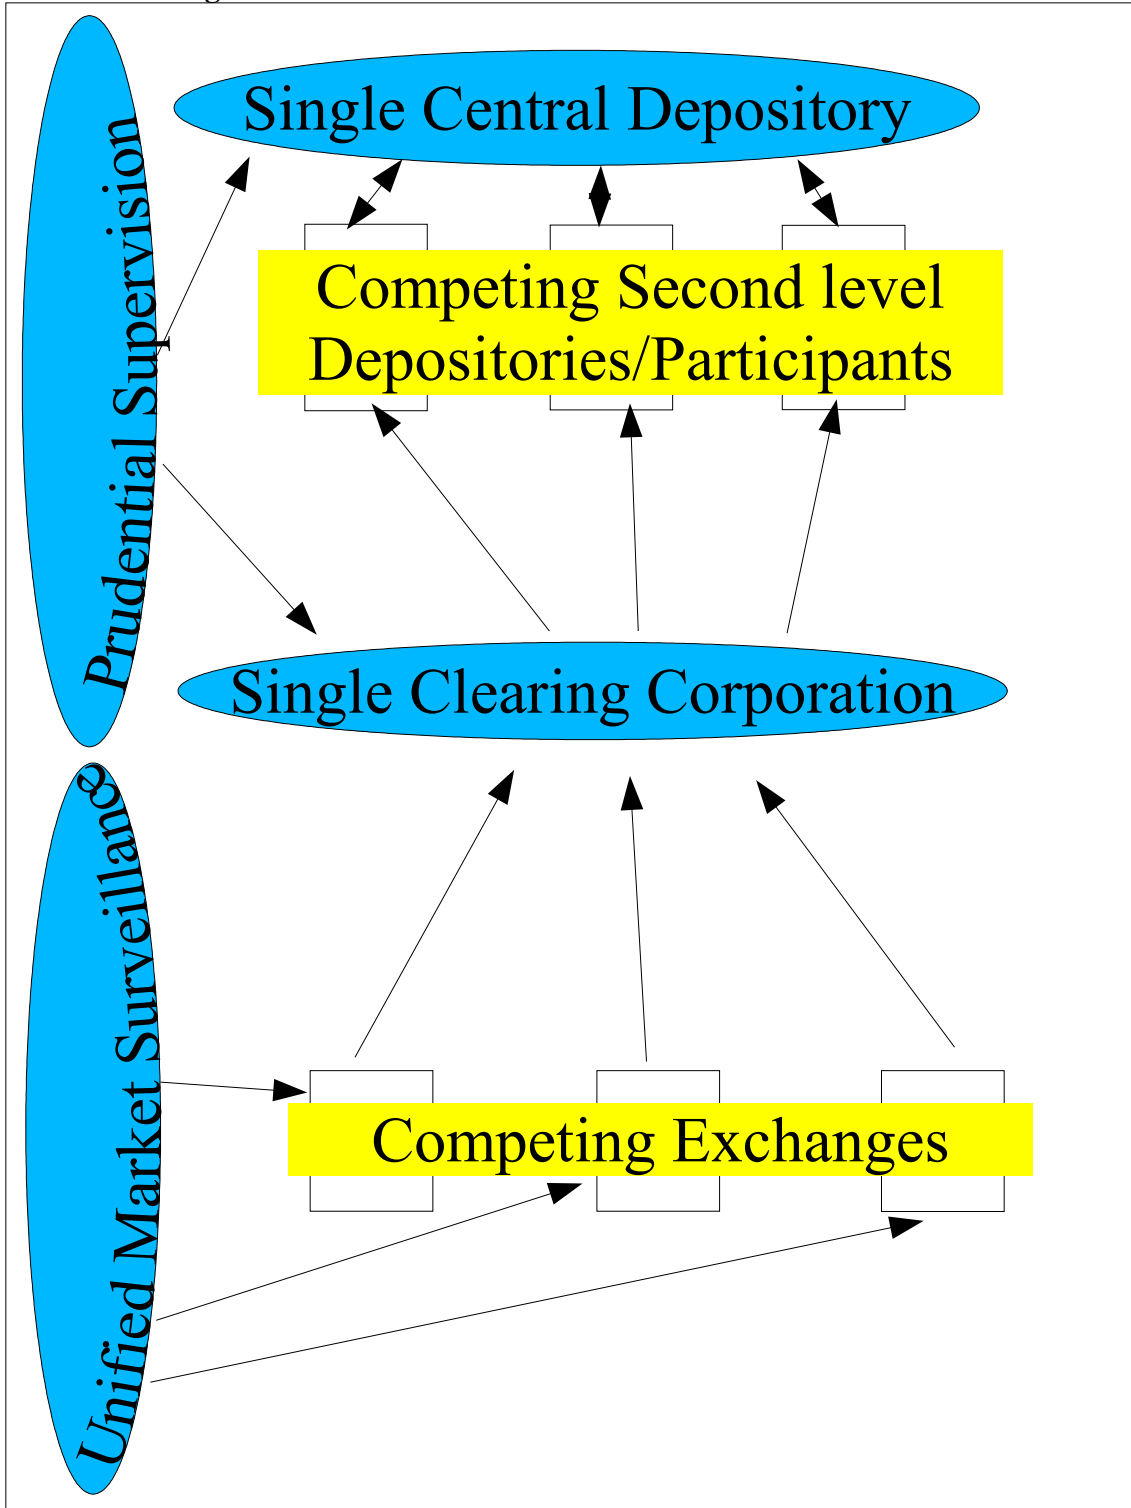 Single Central Depository
Prudential Supervision
Competing Second level
Depositories/Participants
Single Clearing Corporation
Unified Market Surveillance
Competing Exchanges